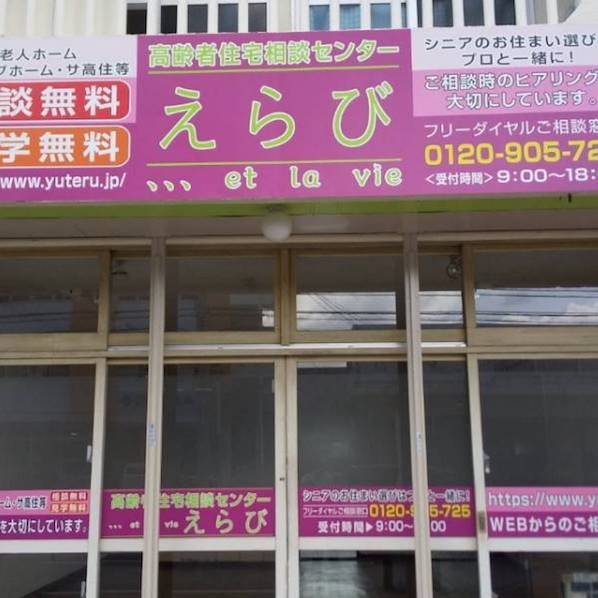 老人ホーム
グホーム・サ高住等
談無料
学無料
www.yuteru.jp/
高齢者住宅相談センター
えらび
、、、 et la vie
シニアのお住まい選び
プロと一緒に!
ご相談時のヒアリング
大切にしています。
フリーダイヤルご相談窓
0120-905-72
<受付時間>9:00~18:
ーム・サ高住等
相談無料
見学無料
を大切にしています。
高齢者住宅相談センター
、、、 et la vie えらび
シニアのお住まい選びは と一緒に!
フリーダイヤルご相談窓口 0120-9 5-725
受付時間▶9:00~ :00
https://www.y
WEBからのご相